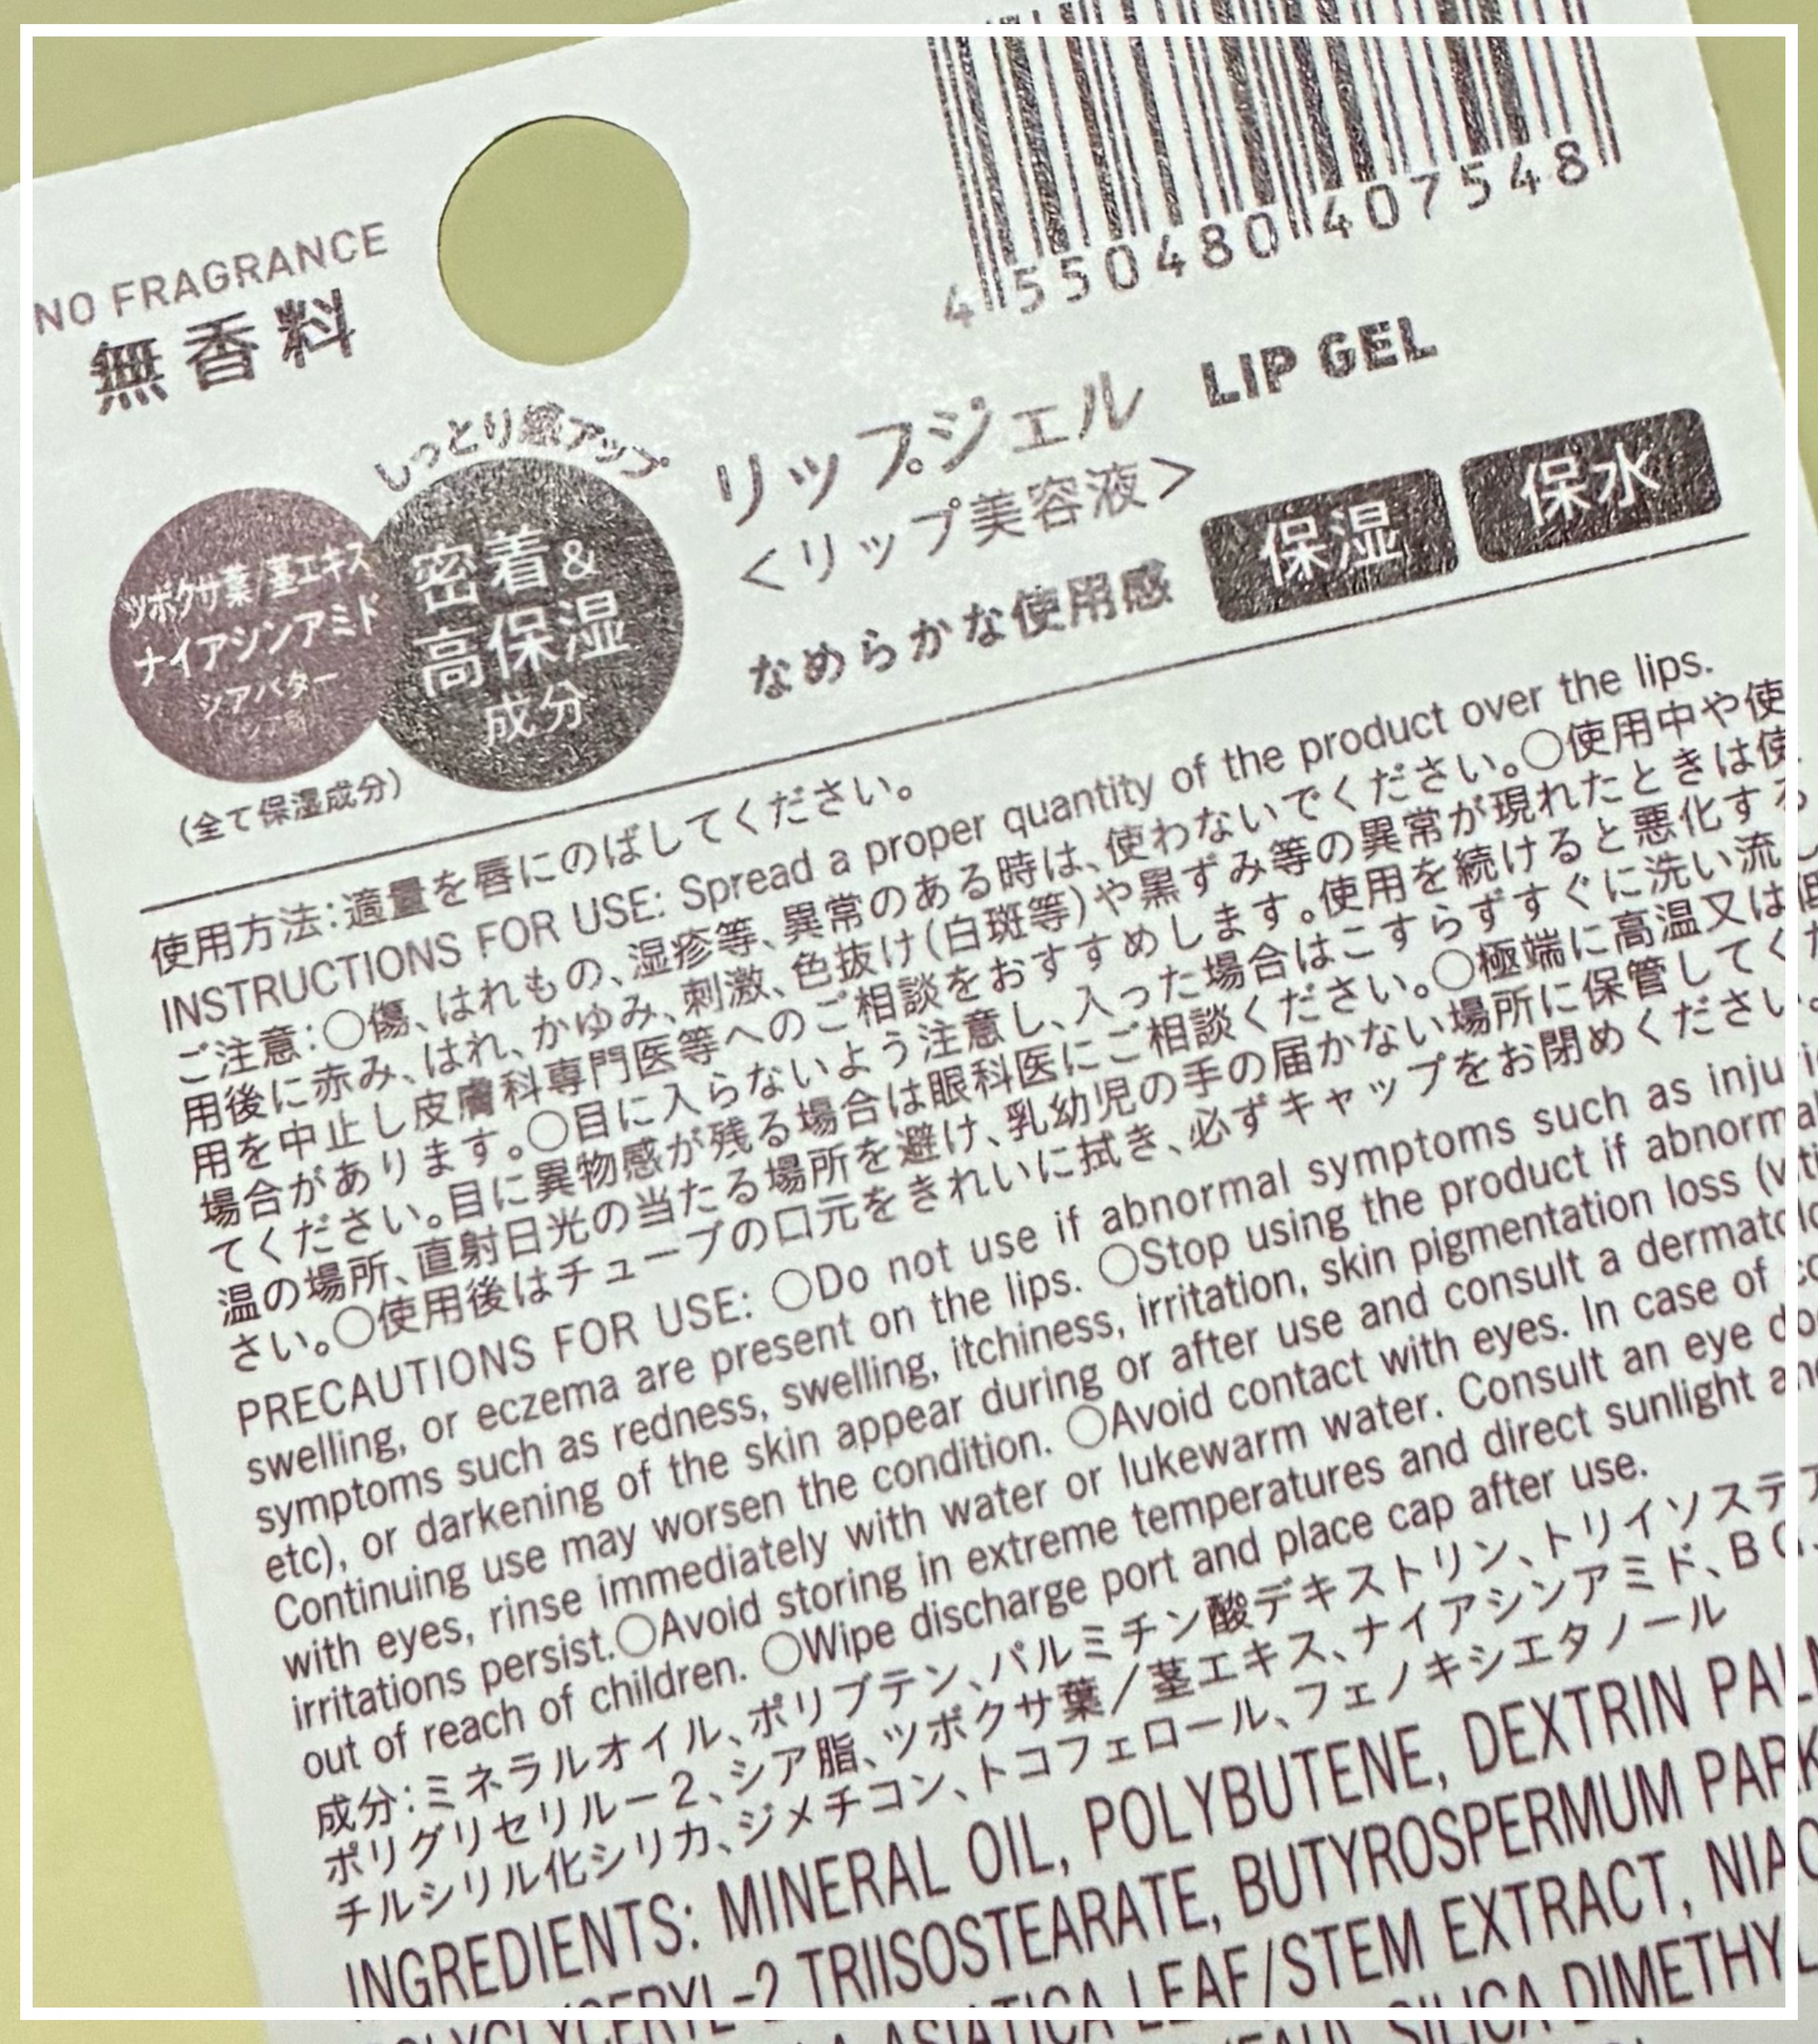 4 550480 407548
NO FRAGRANCE
無香料
LIP GEL
リップジェル
<リップ美容液>
なめらかな使用感
保湿
保水
しっとり感アップ
密着&
高保湿
成分
ツボクサ葉/茎エキス
ナイアシンアミド
シアバター
(全て保湿成分)
使用方法:適量を唇にのばしてください。
INSTRUCTIONS FOR USE: Spread a proper quantity of the product over the lips.
ご注意:○傷、はれもの、湿疹等、異常のある時は、使わないでください。○使用中や使
用後に赤み、はれ、かゆみ、刺激、色抜け(白斑等)や黒ずみ等の異常が現れたときは使
用を中止し皮膚科専門医等へのご相談をおすすめします。使用を続けると悪化する
場合があります。○目に入らないよう注意し、入った場合はこすらずすぐに洗い流し
てください。目に異物感が残る場合は眼科医にご相談ください。○極端に高温又は
温の場所、直射日光の当たる場所を避け、乳幼児の手の届かない場所に保管してくだ
さい。○使用後はチューブの口元をきれいに拭き、必ずキャップをお閉めください
PRECAUTIONS FOR USE: ○Do not use if abnormal symptoms such as
swelling, or eczema are present on the lips. ○Stop using the product if abnormal
symptoms such as redness, swelling, itchiness, irritation, skin pigmentation loss
etc), or darkening of the skin appear during or after use and consult a
Continuing use may worsen the condition. ○Avoid contact with eyes. In case of
with eyes, rinse immediately with water or lukewarm water. Consult an eye
irritations persist.○Avoid storing in extreme temperatures and direct sunlight
out of reach of children. ○Wipe discharge port and place cap after use.
成分:ミネラルオイル、ポリブテン、パルミチン酸デキストリン、トリイソステア
ポリグリセリル-2、シア脂、ツボクサ葉/茎エキス、ナイアシンアミド、BG、
チルシリル化シリカ、ジメチコン、トコフェロール、フェノキシエタノール
INGREDIENTS: MINERAL OIL, POLYBUTENE, DEXTRIN
TRIISOSTEARATE, BUTYROSPERMUM
LEAF/STEM EXTRACT,
SILICA